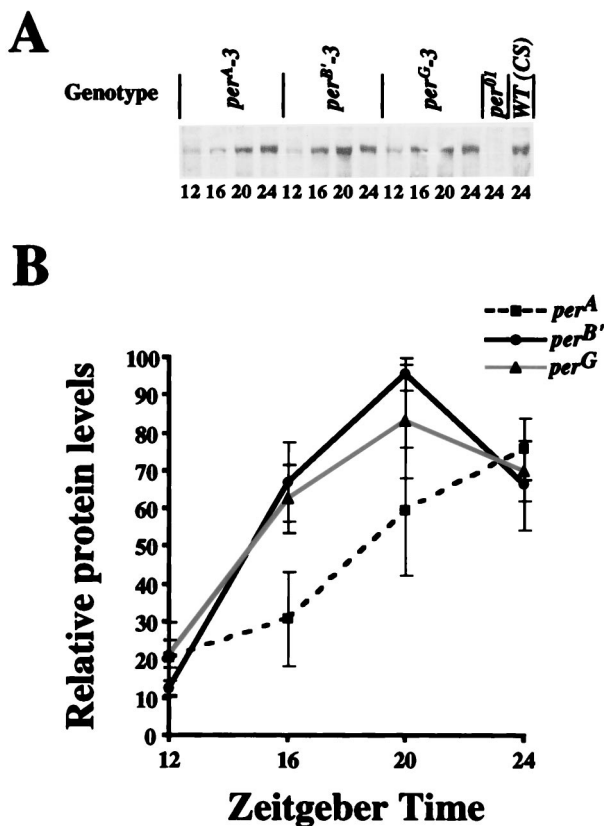 A
Genotype
perA-3
perB'-3
perG-3
per01
WT (CS)
12 16 20 24 12 16 20 24 12 16 20 24 24 24
B
perA
perB'
perG
Relative protein levels
100
90
80
70
60
50
40
30
20
10
0
12 16 20 24
Zeitgeber Time